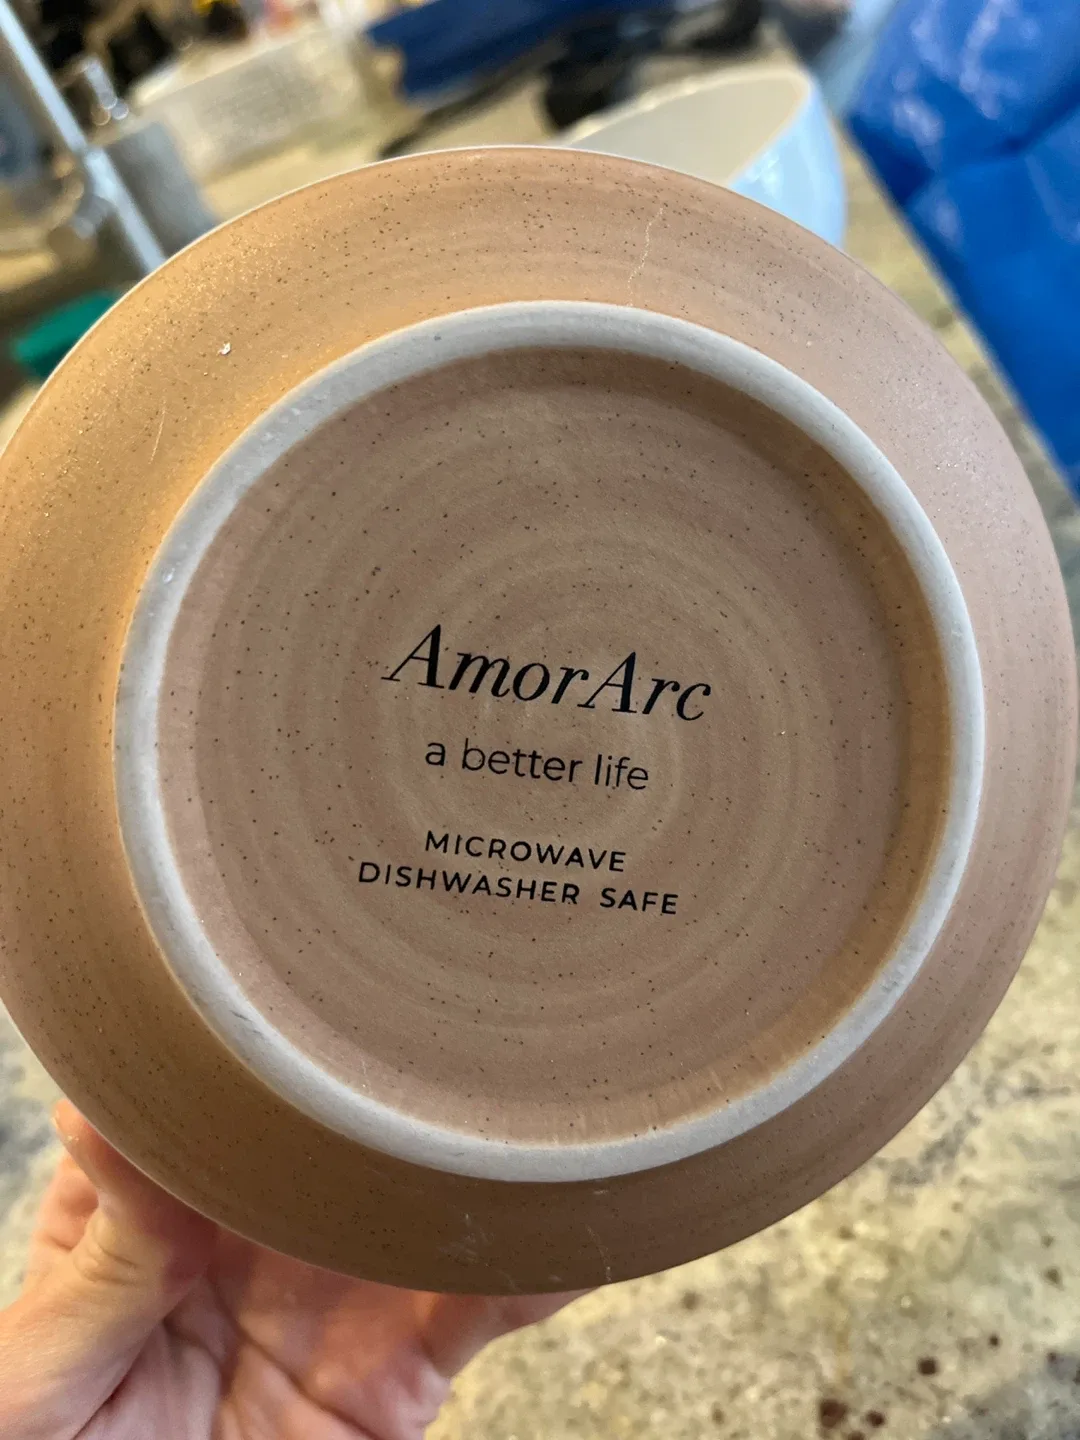 AmorArc
a better life
MICROWAVE
DISHWASHER SAFE